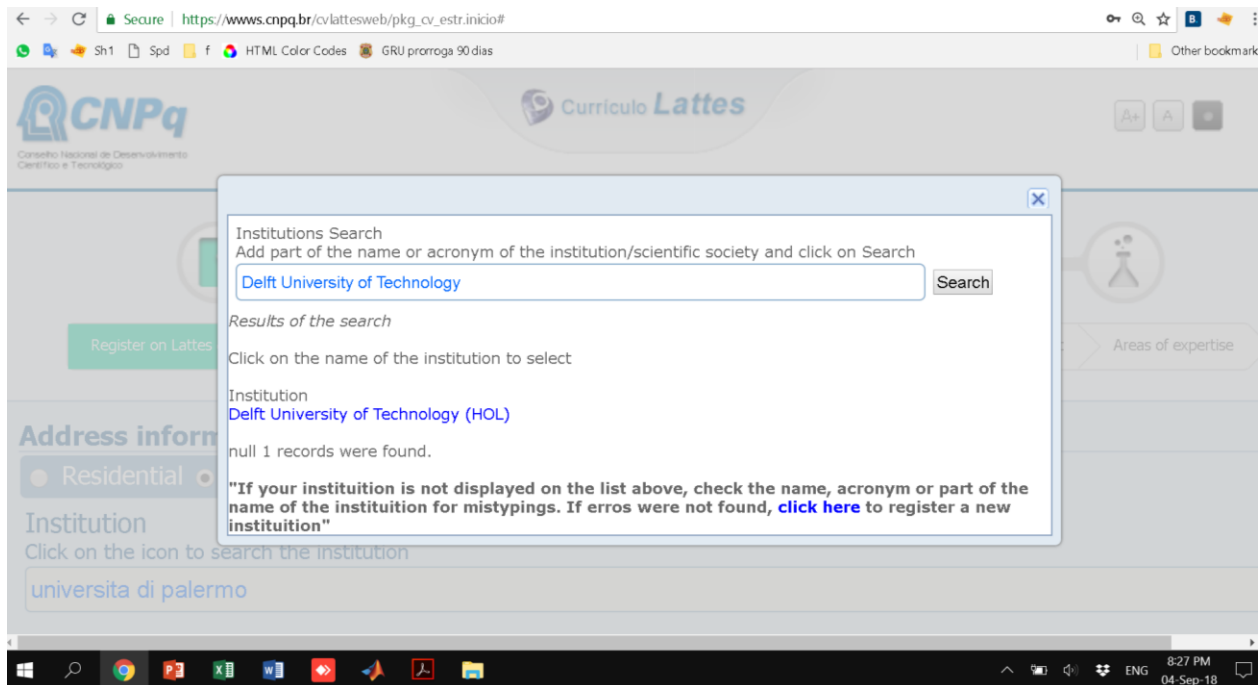 Secure | https://wwws.cnpq.br/cvlattesweb/pkg_cv_estr.inicio#
Sh1 Spd f HTML Color Codes GRU prorroga 90 dias Other bookmark
CNPq
Conselho Nacional de Desenvolvimento
Científico e Tecnológico
Currículo Lattes
A+ A
Institutions Search
Add part of the name or acronym of the institution/scientific society and click on Search
Delft University of Technology Search
Results of the search
Register on Lattes Areas of expertise
Click on the name of the institution to select
Institution
Delft University of Technology (HOL)
null 1 records were found.
"If your instituition is not displayed on the list above, check the name, acronym or part of the
name of the instituition for mistypings. If erros were not found, click here to register a new
instituition"
Address inform
Residential
Institution
Click on the icon to search the institution
universita di palermo
ENG 8:27 PM
04-Sep-18